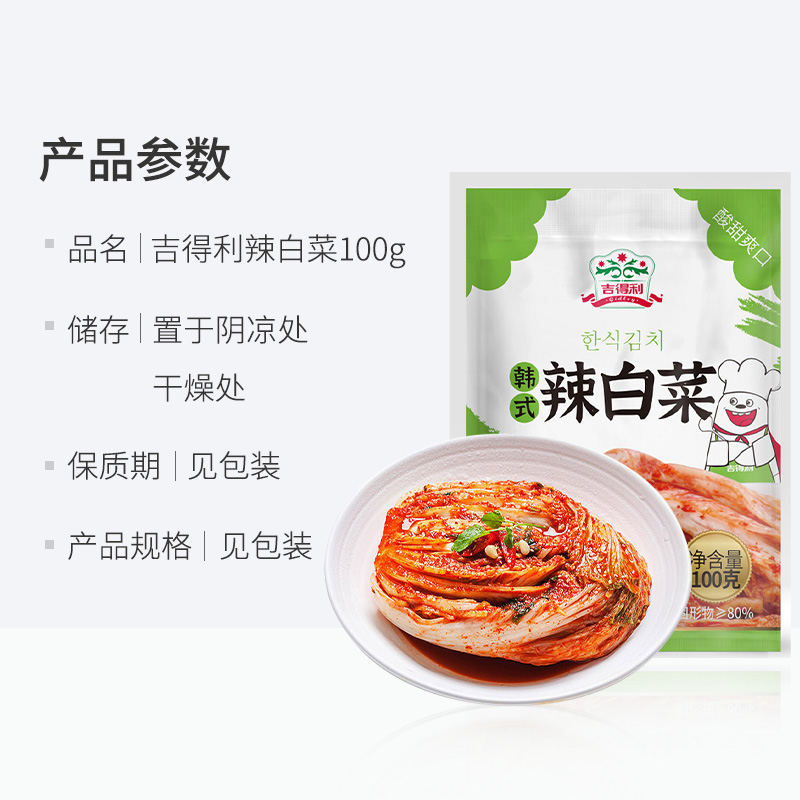 产品参数
品名 | 吉得利辣白菜100g
储存 | 置于阴凉处
干燥处
保质期 | 见包装
产品规格 | 见包装
酸甜爽口
吉得利
Gidley
한식김치
韩式
辣白菜
吉得利
净含量
100克
形物≥80%